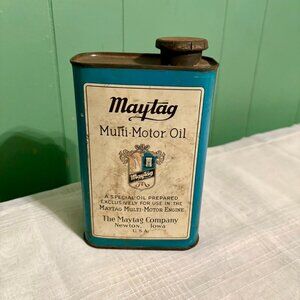 Maytag
Multi-Motor Oil
Maytag
A SPECIAL OIL PREPARED
EXCLUSIVELY FOR USE IN THE
MAYTAG MULTI-MOTOR ENGINE.
The Maytag Company
Newton, Iowa
U.S.A.